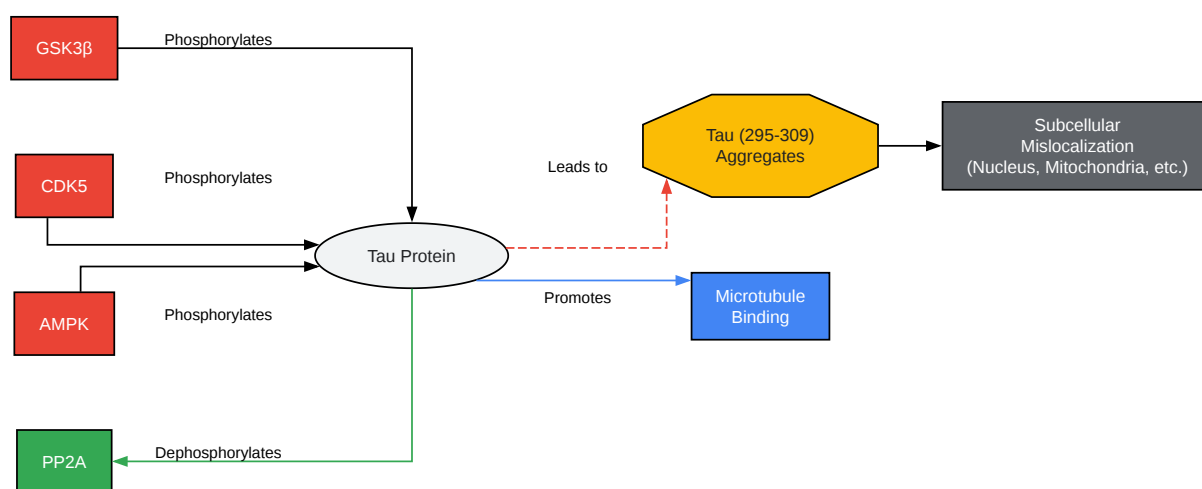 GSK3β
Phosphorylates
CDK5
Phosphorylates
AMPK
Phosphorylates
PP2A
Dephosphorylates
Tau Protein
Leads to
Promotes
Tau (295-309)
Aggregates
Microtubule
Binding
Subcellular
Mislocalization
(Nucleus, Mitochondria, etc.)